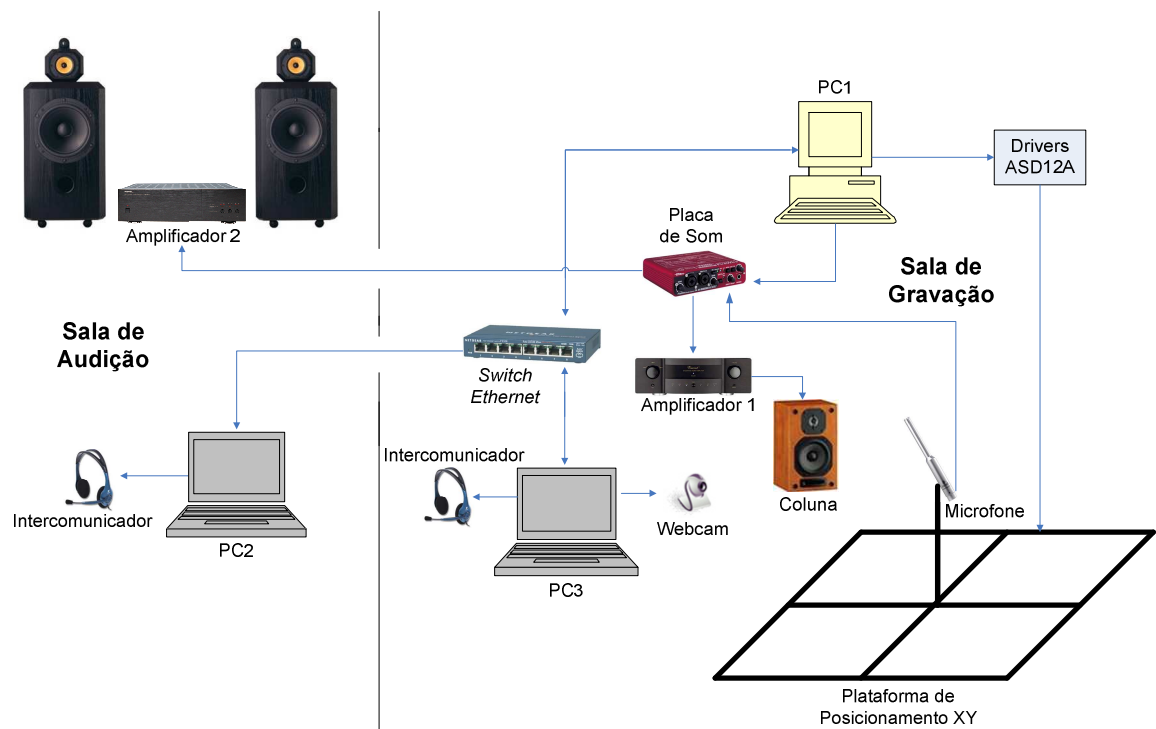 PC1
Drivers
ASD12A
Placa
de Som
Amplificador 2
Sala de
Gravação
Sala de
Audição
NETGEAR
Switch
Ethernet
Amplificador 1
Intercomunicador
Webcam
Coluna
Microfone
Intercomunicador
PC2
PC3
Plataforma de
Posicionamento XY